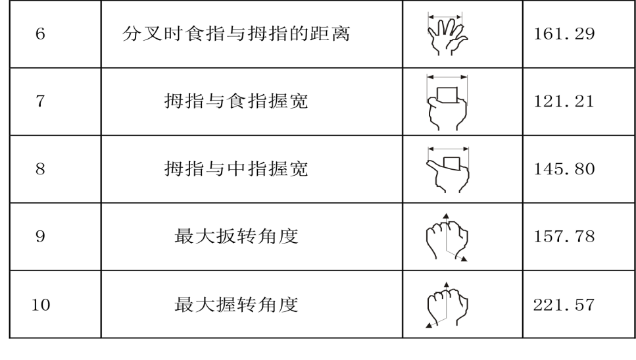 6 分叉时食指与拇指的距离 161.29
7 拇指与食指握宽 121.21
8 拇指与中指握宽 145.80
9 最大扳转角度 157.78
10 最大握转角度 221.57